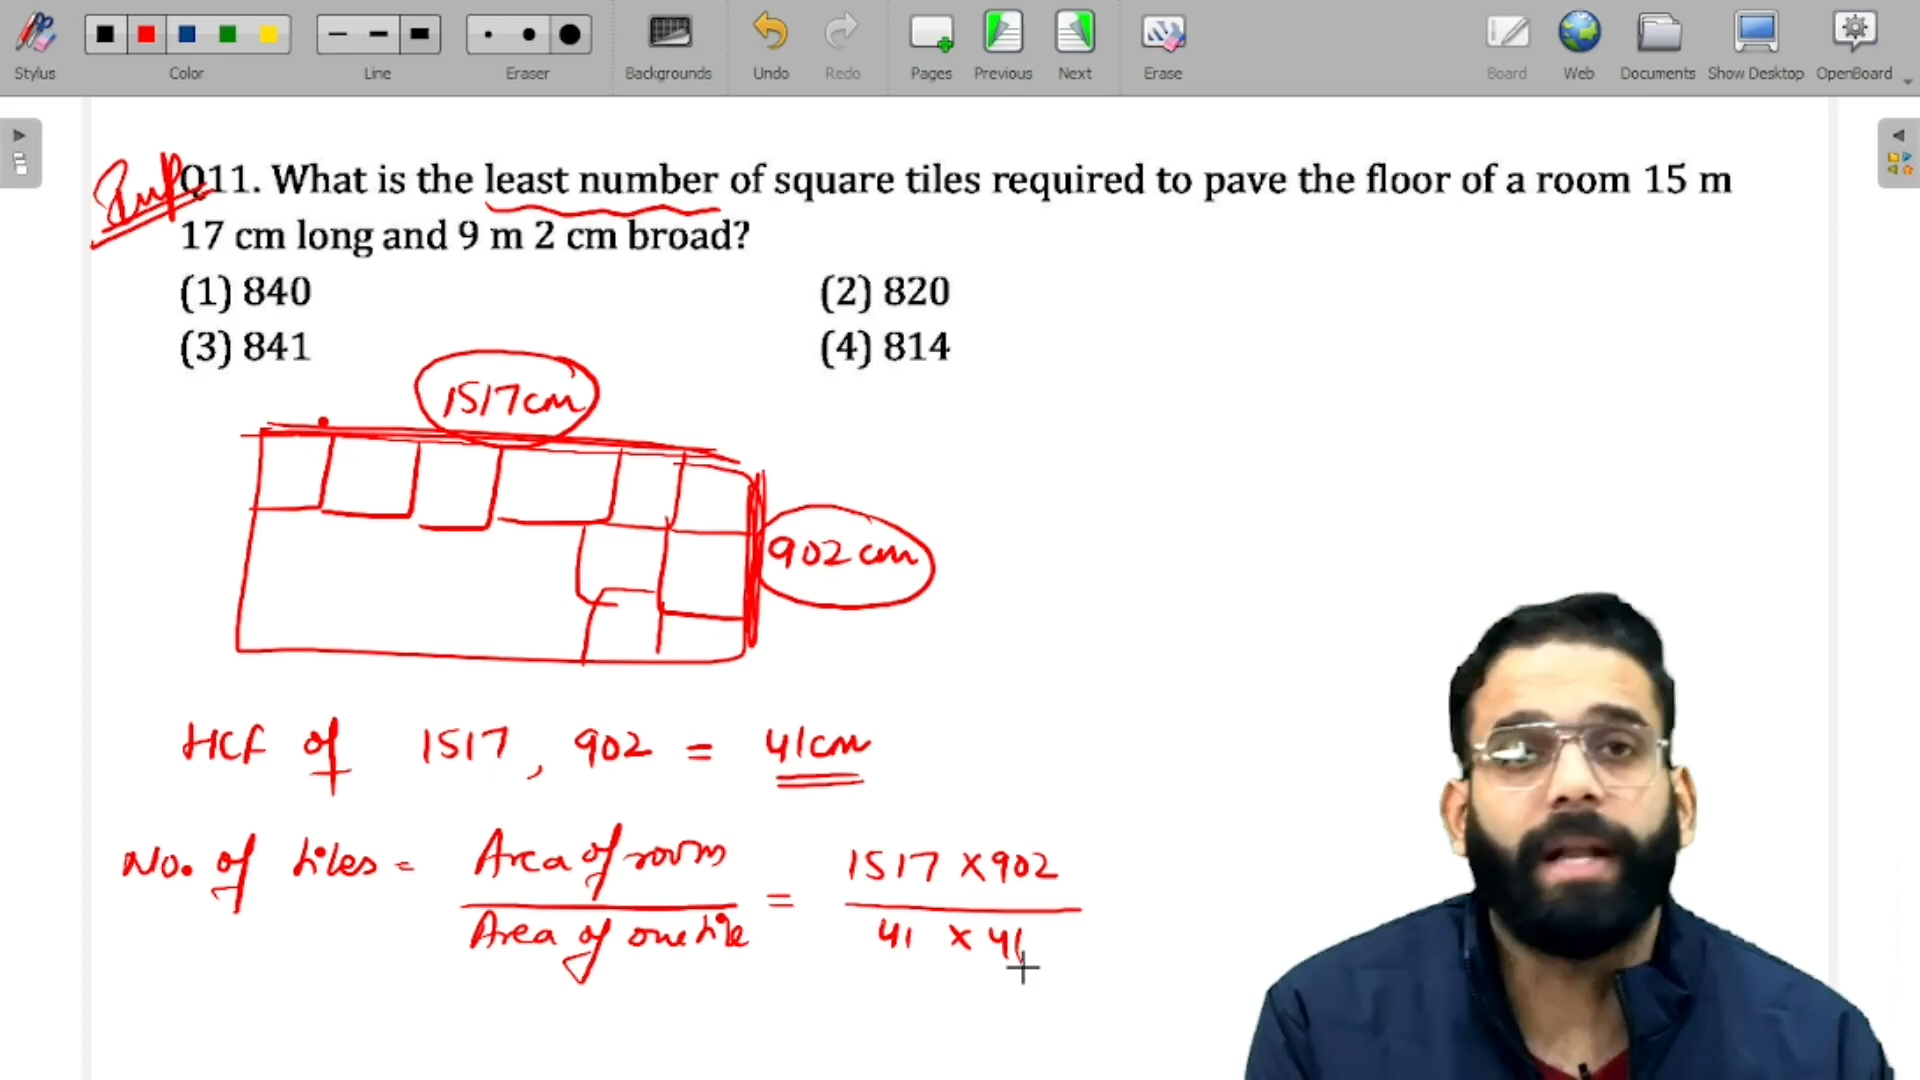 Stylus Color Line Eraser Backgrounds Undo Redo Pages Previous Next Erase Board Web Documents Show Desktop OpenBoard
Imp
Q11. What is the least number of square tiles required to pave the floor of a room 15 m
17 cm long and 9 m 2 cm broad?
(1) 840 (2) 820
(3) 841 (4) 814
1517cm
902 cm
HCF of 1517, 902 = 41cm
No. of tiles = Area of room = 1517 x 902
Area of one tile 41 x 41